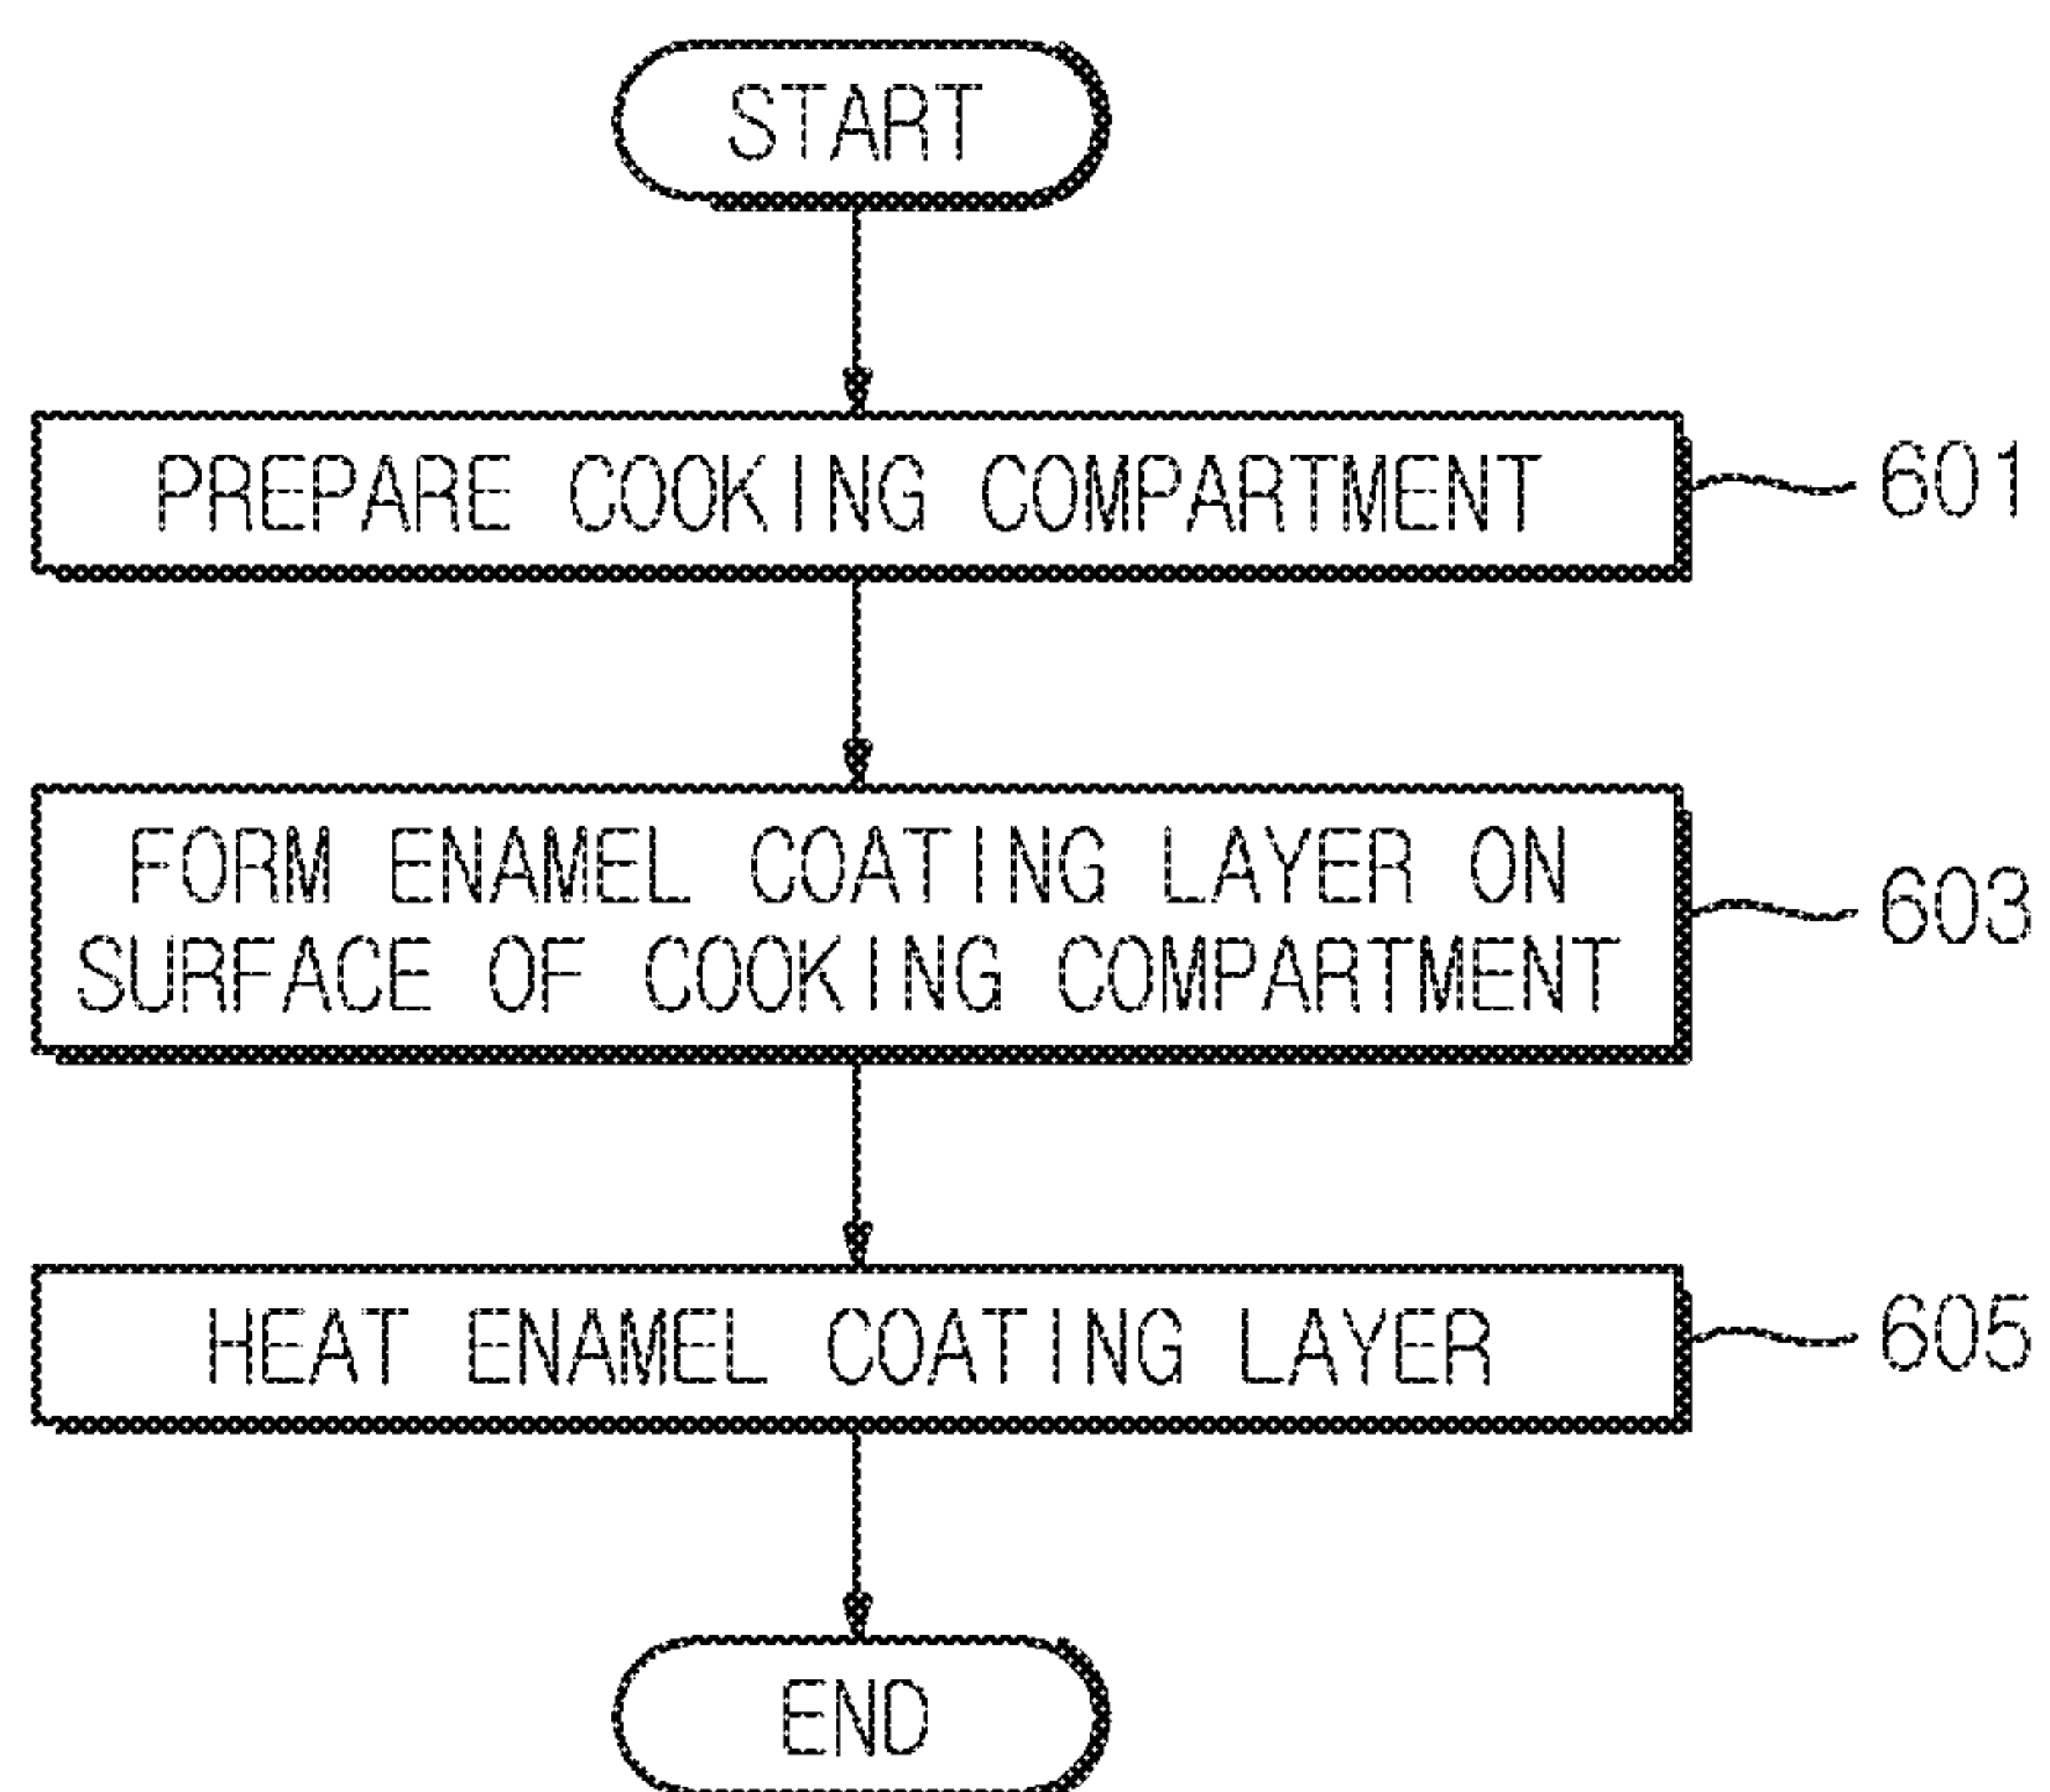 START
PREPARE COOKING COMPARTMENT
601
FORM ENAMEL COATING LAYER ON
SURFACE OF COOKING COMPARTMENT
603
HEAT ENAMEL COATING LAYER
605
END